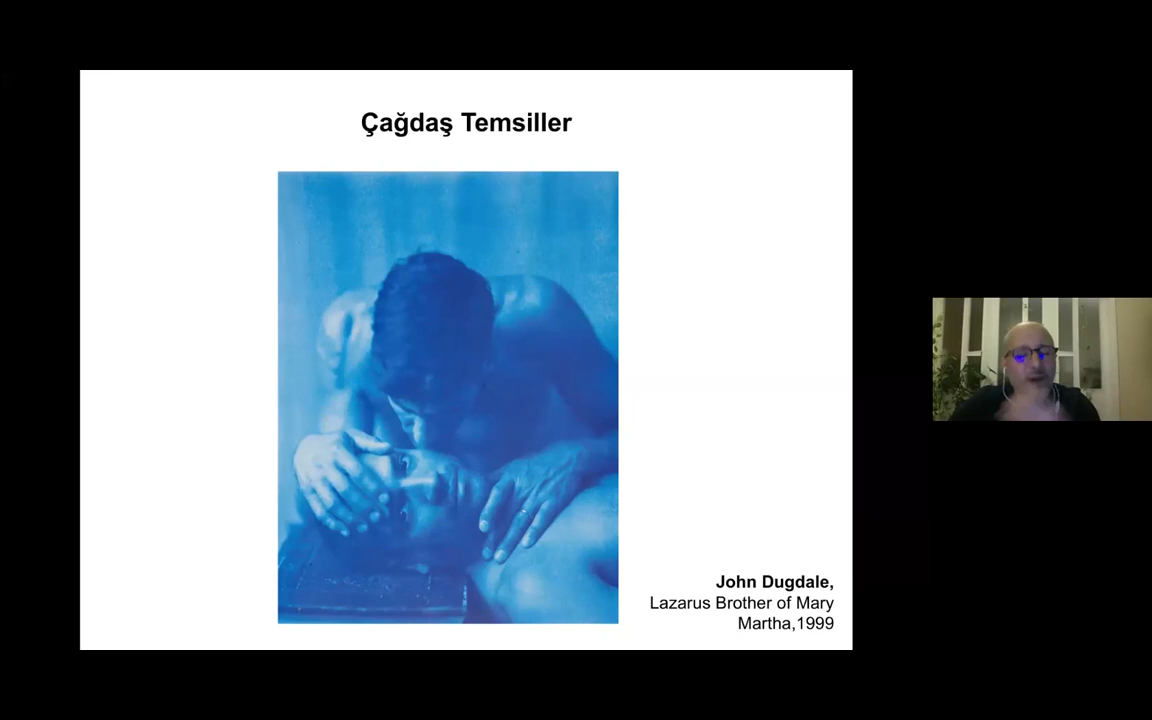 Çağdaş Temsiller
John Dugdale,
Lazarus Brother of Mary
Martha,1999